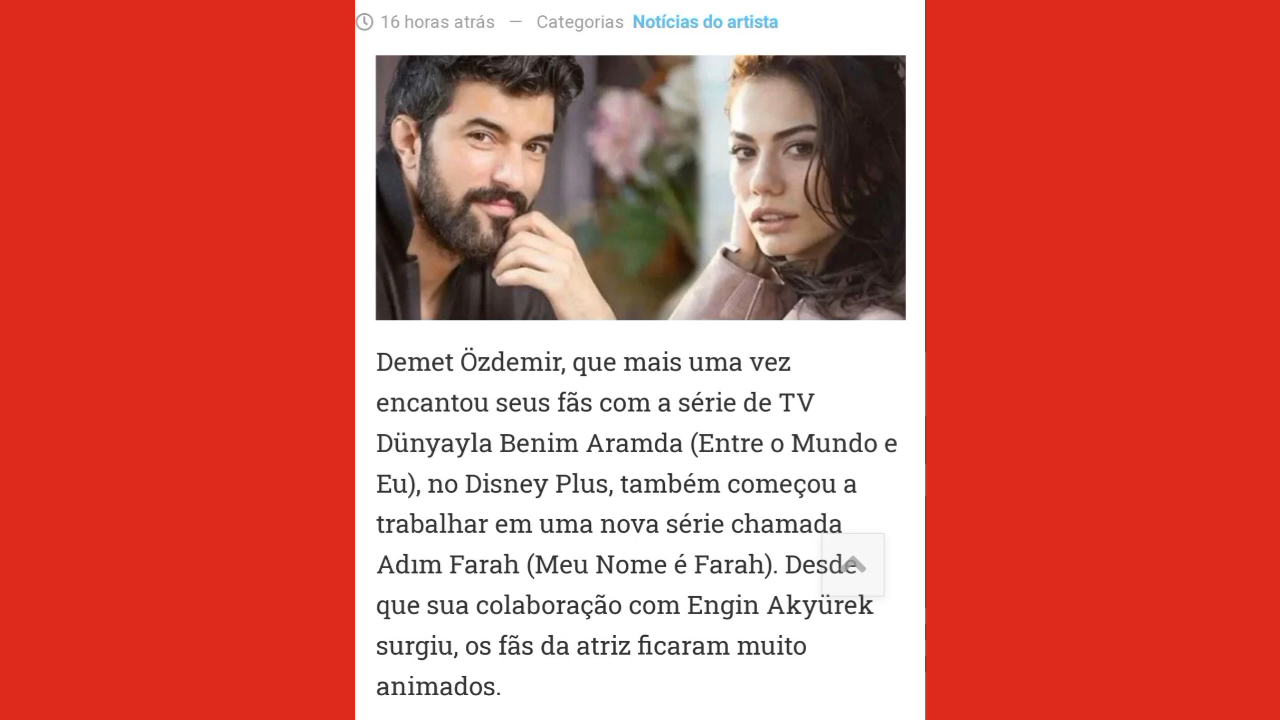 16 horas atrás — Categorias Notícias do artista
Demet Özdemir, que mais uma vez
encantou seus fãs com a série de TV
Dünyayla Benim Aramda (Entre o Mundo e
Eu), no Disney Plus, também começou a
trabalhar em uma nova série chamada
Adım Farah (Meu Nome é Farah). Desde
que sua colaboração com Engin Akyürek
surgiu, os fãs da atriz ficaram muito
animados.